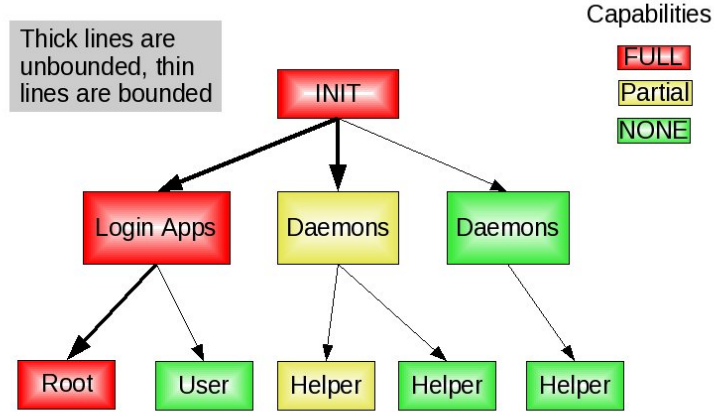 Capabilities
Thick lines are
unbounded, thin
lines are bounded
FULL
Partial
NONE
INIT
Login Apps
Daemons
Daemons
Root
User
Helper
Helper
Helper